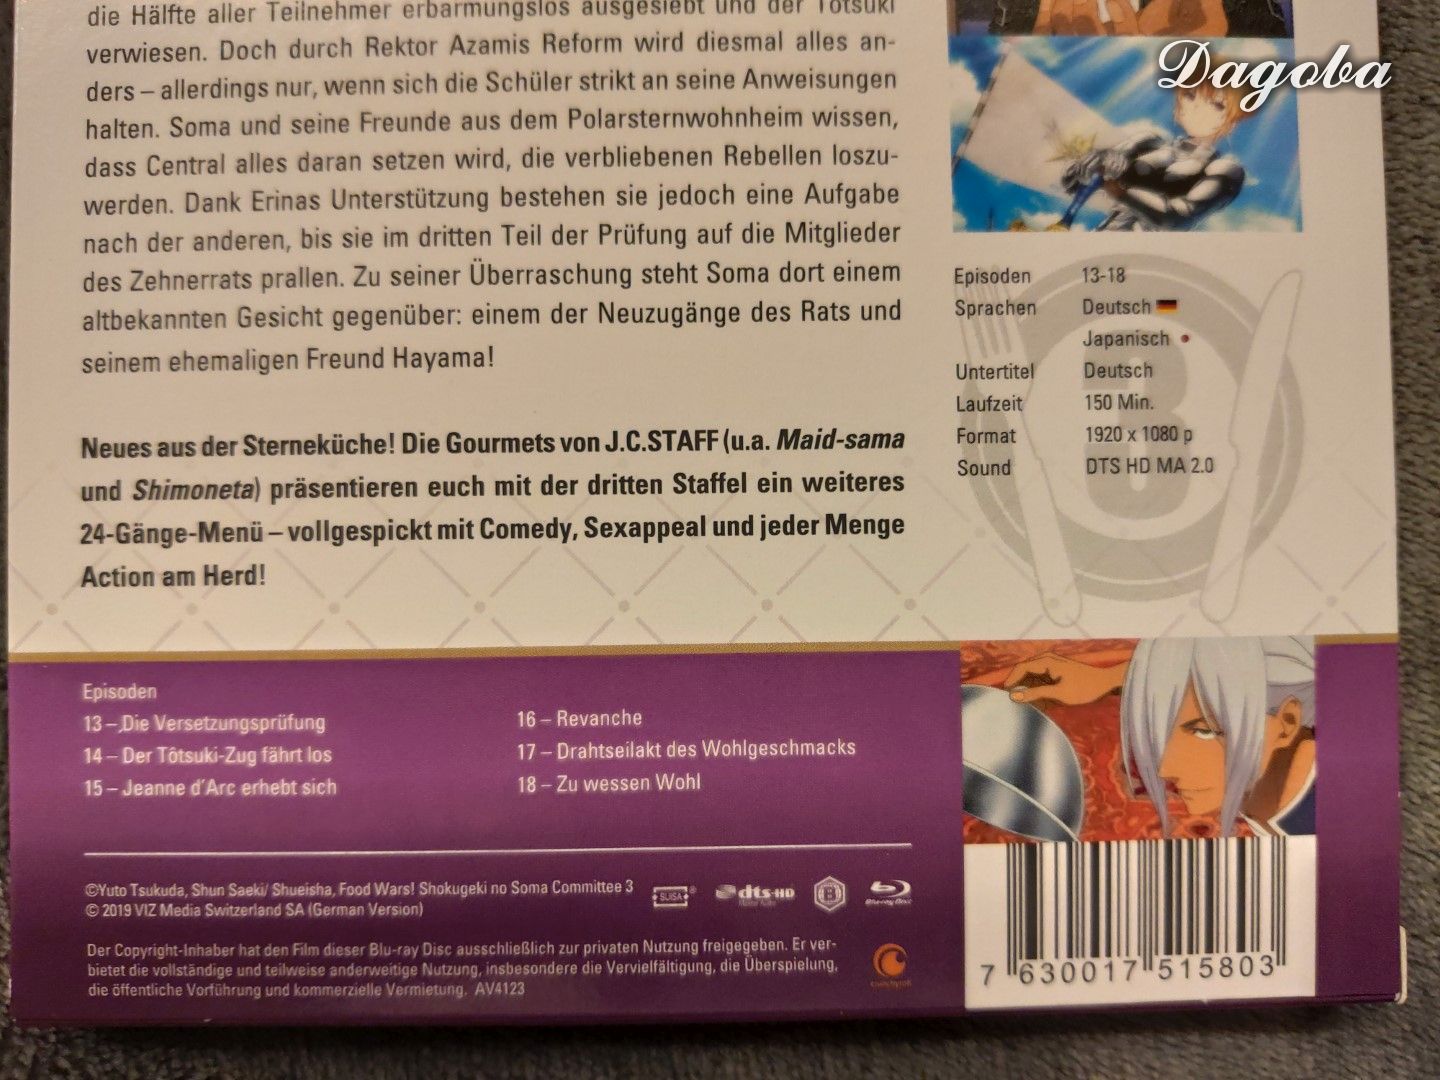 die Hälfte aller Teilnehmer erbarmungslos ausgesiebt und der Tôtsuki
verwiesen. Doch durch Rektor Azamis Reform wird diesmal alles an-
ders – allerdings nur, wenn sich die Schüler strikt an seine Anweisungen
halten. Soma und seine Freunde aus dem Polarsternwohnheim wissen,
dass Central alles daran setzen wird, die verbliebenen Rebellen loszu-
werden. Dank Erinas Unterstützung bestehen sie jedoch eine Aufgabe
nach der anderen, bis sie im dritten Teil der Prüfung auf die Mitglieder
des Zehnerrats prallen. Zu seiner Überraschung steht Soma dort einem
altbekannten Gesicht gegenüber: einem der Neuzugänge des Rats und
seinem ehemaligen Freund Hayama!
Neues aus der Sterneküche! Die Gourmets von J.C.STAFF (u.a. Maid-sama
und Shimoneta) präsentieren euch mit der dritten Staffel ein weiteres
24-Gänge-Menü – vollgespickt mit Comedy, Sexappeal und jeder Menge
Action am Herd!
Dagoba
Episoden 13-18
Sprachen Deutsch
Japanisch
Untertitel Deutsch
Laufzeit 150 Min.
Format 1920 x 1080 p
Sound DTS HD MA 2.0
Episoden
13 – Die Versetzungsprüfung
14 – Der Tôtsuki-Zug fährt los
15 – Jeanne d'Arc erhebt sich
16 – Revanche
17 – Drahtseilakt des Wohlgeschmacks
18 – Zu wessen Wohl
©Yuto Tsukuda, Shun Saeki/ Shueisha, Food Wars! Shokugeki no Soma Committee 3
© 2019 VIZ Media Switzerland SA (German Version)
SUISA
dts-HD
Master Audio
B
Blu-ray Disc
Der Copyright-Inhaber hat den Film dieser Blu-ray Disc ausschließlich zur privaten Nutzung freigegeben. Er ver-
bietet die vollständige und teilweise anderweitige Nutzung, insbesondere die Vervielfältigung, die Überspielung,
die öffentliche Vorführung und kommerzielle Vermietung. AV4123
crunchyroll
7 630017 515803